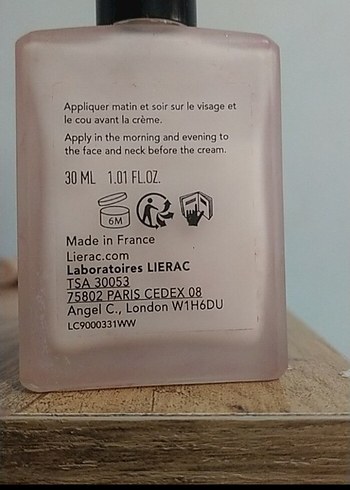 Appliquer matin et soir sur le visage et
le cou avant la crème.
Apply in the morning and evening to
the face and neck before the cream.
30 ML 1.01 FL.OZ.
6M
Made in France
Lierac.com
Laboratoires LIERAC
TSA 30053
75802 PARIS CEDEX 08
Angel C., London W1H6DU
LC9000331WW